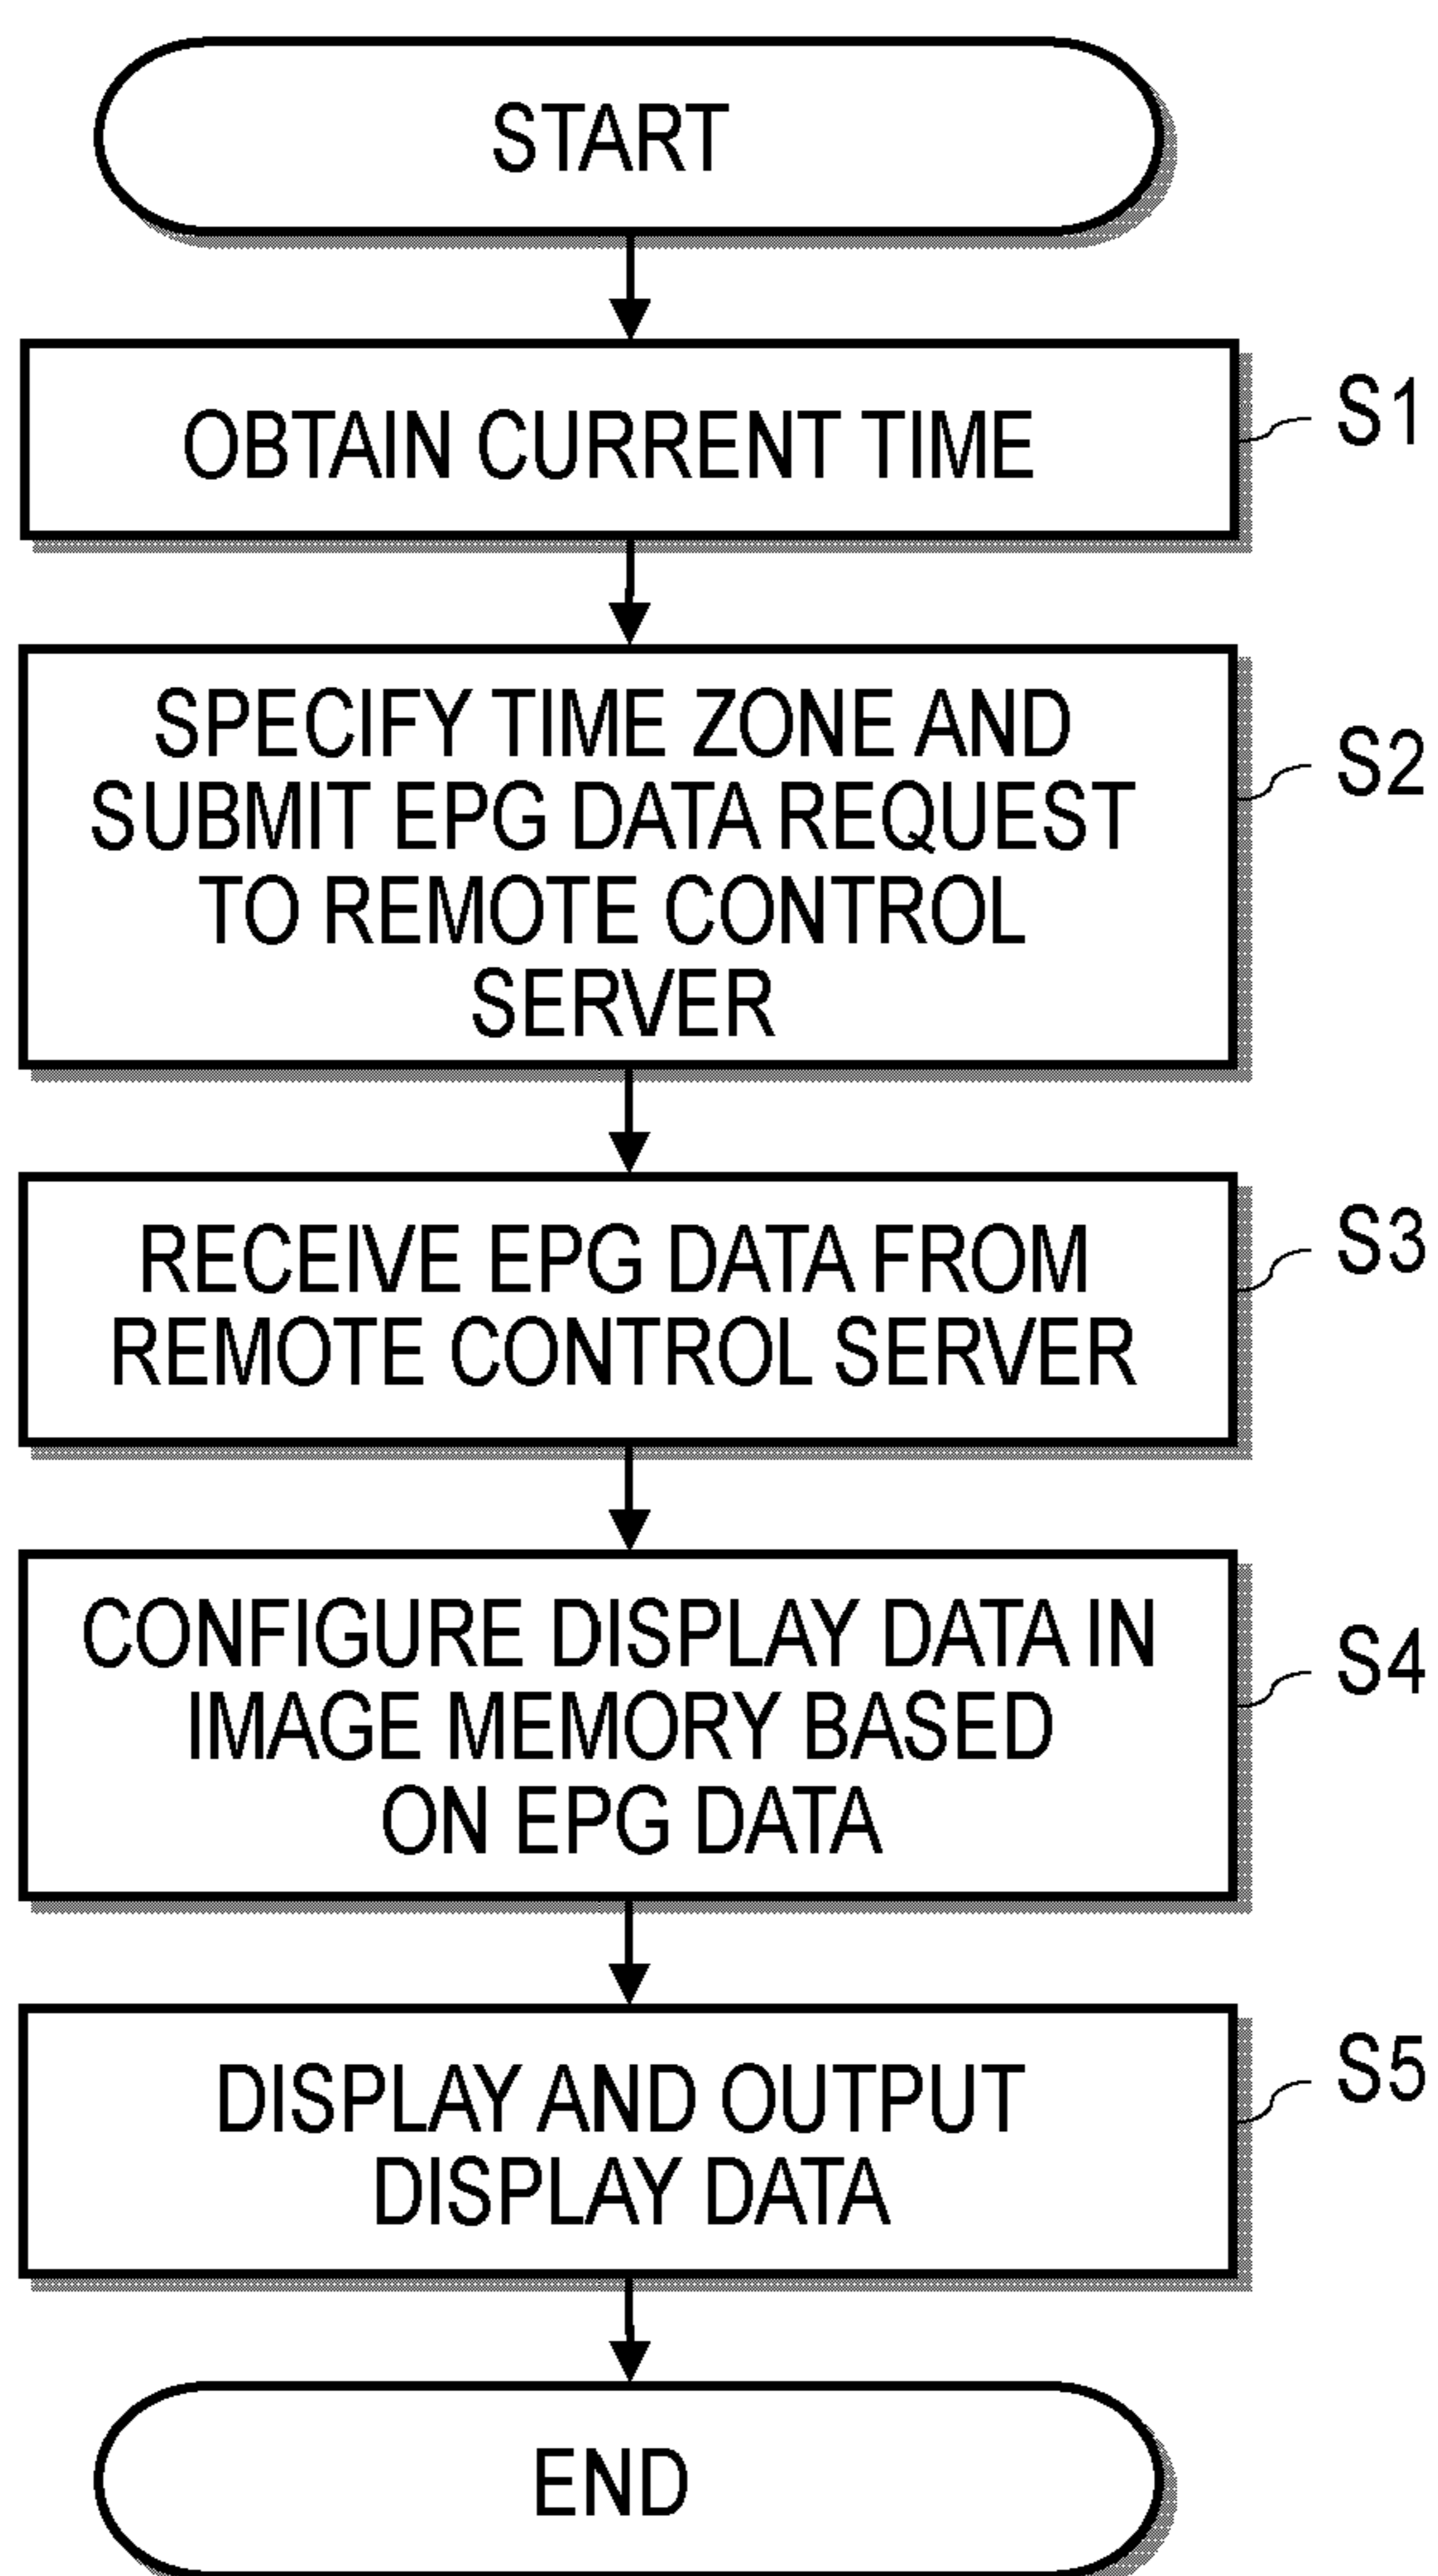 START
OBTAIN CURRENT TIME
S1
SPECIFY TIME ZONE AND
SUBMIT EPG DATA REQUEST
TO REMOTE CONTROL
SERVER
S2
RECEIVE EPG DATA FROM
REMOTE CONTROL SERVER
S3
CONFIGURE DISPLAY DATA IN
IMAGE MEMORY BASED
ON EPG DATA
S4
DISPLAY AND OUTPUT
DISPLAY DATA
S5
END